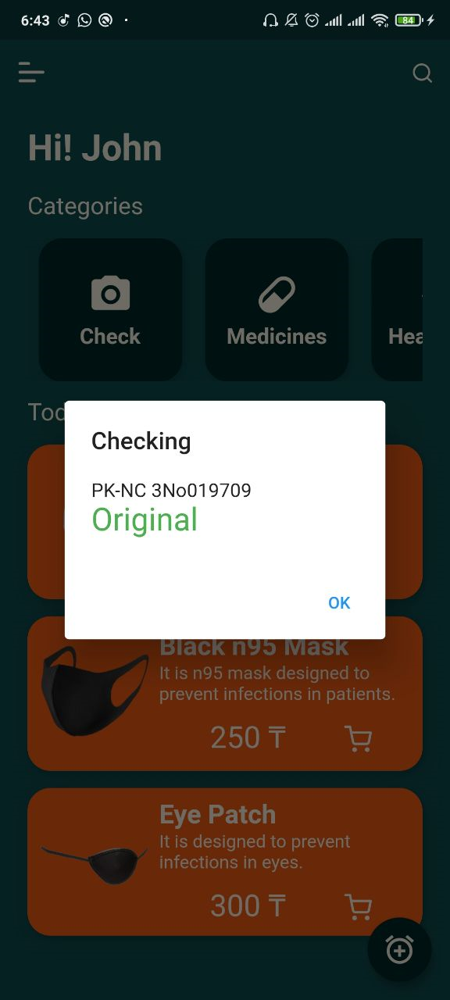 6:43
84
Hi! John
Categories
Check
Medicines
Hea
Checking
PK-NC 3No019709
Original
OK
Black n95 Mask
It is n95 mask designed to
prevent infections in patients.
250 ₸
Eye Patch
It is designed to prevent
infections in eyes.
300 ₸